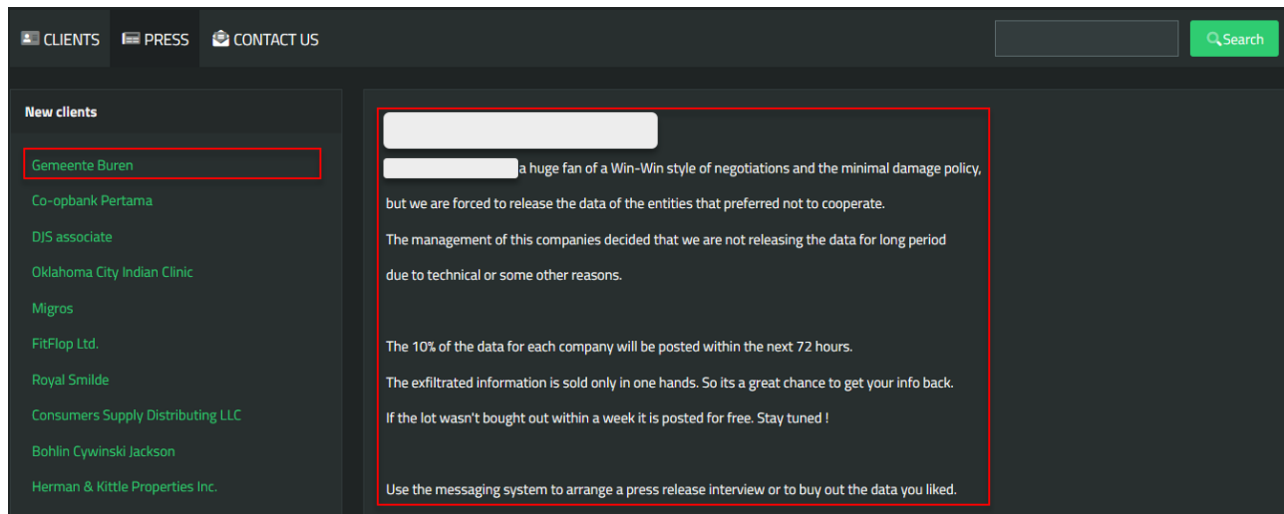 CLIENTS PRESS CONTACT US Search
New clients
Gemeente Buren
Co-opbank Pertama
DJS associate
Oklahoma City Indian Clinic
Migros
FitFlop Ltd.
Royal Smilde
Consumers Supply Distributing LLC
Bohlin Cywinski Jackson
Herman & Kittle Properties Inc.
a huge fan of a Win-Win style of negotiations and the minimal damage policy,
but we are forced to release the data of the entities that preferred not to cooperate.
The management of this companies decided that we are not releasing the data for long period
due to technical or some other reasons.
The 10% of the data for each company will be posted within the next 72 hours.
The exfiltrated information is sold only in one hands. So its a great chance to get your info back.
If the lot wasn't bought out within a week it is posted for free. Stay tuned !
Use the messaging system to arrange a press release interview or to buy out the data you liked.